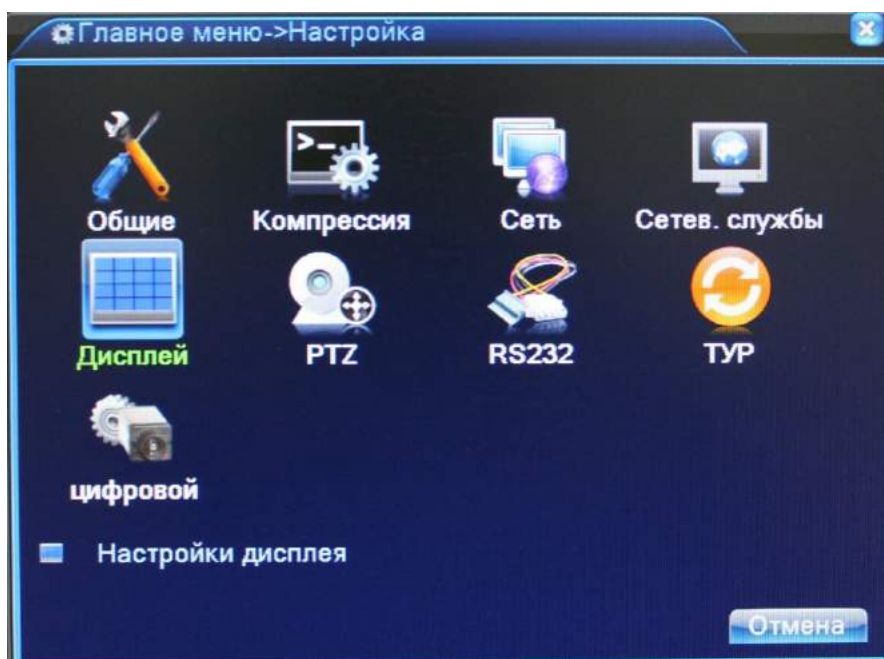 Главное меню->Настройка
Общие Компрессия Сеть Сетев. службы
Дисплей PTZ RS232 ТУР
цифровой
Настройки дисплея
Отмена